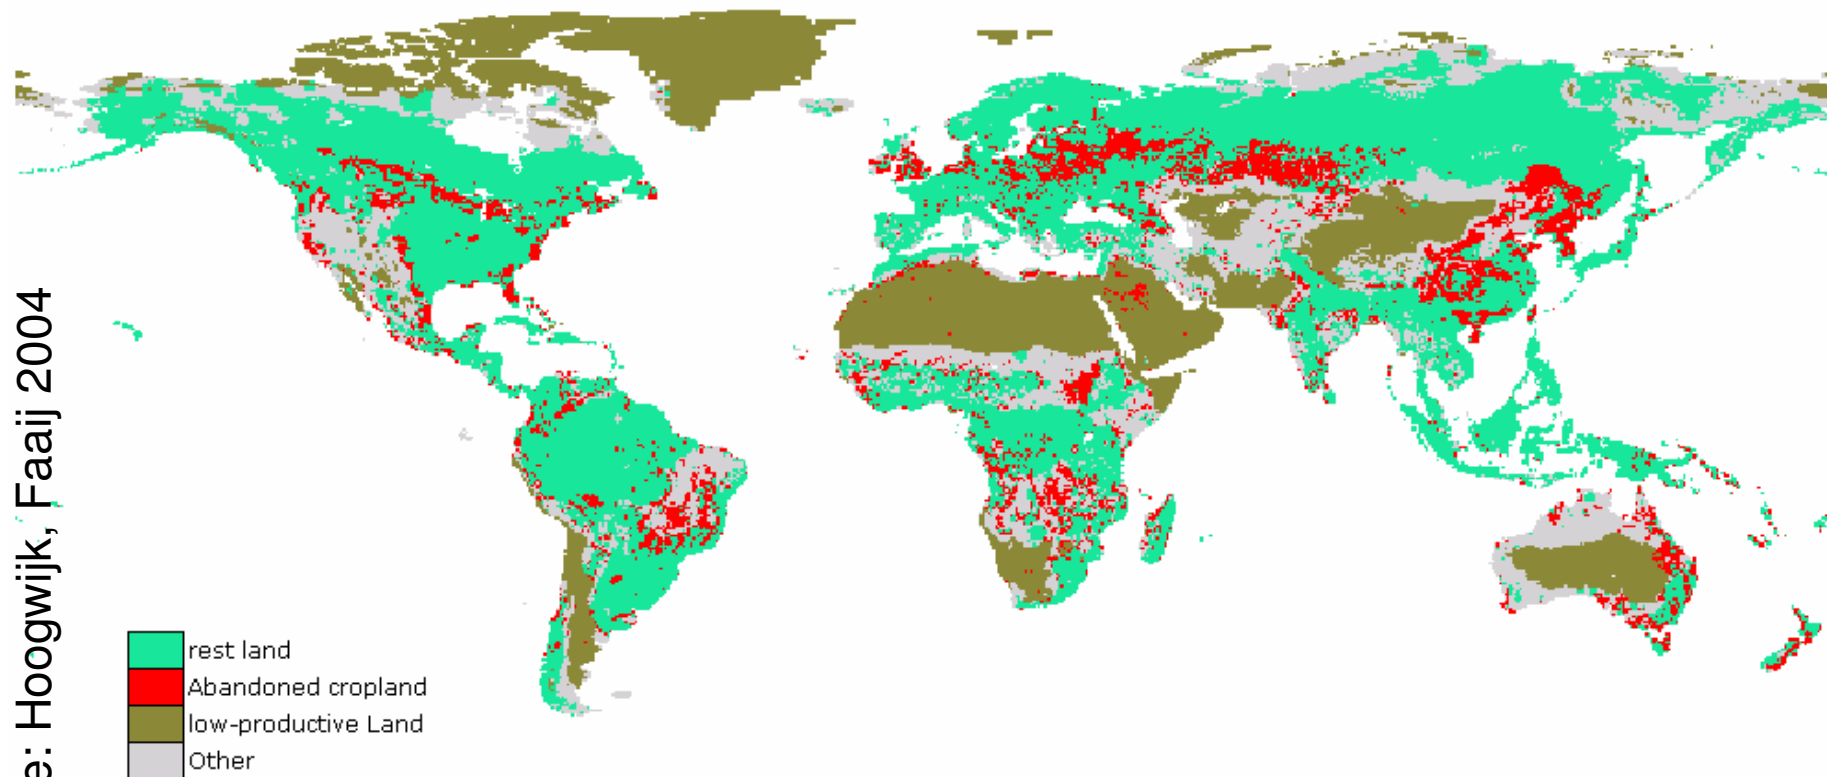 e: Hoogwijk, Faaij 2004
rest land
Abandoned cropland
low-productive Land
Other